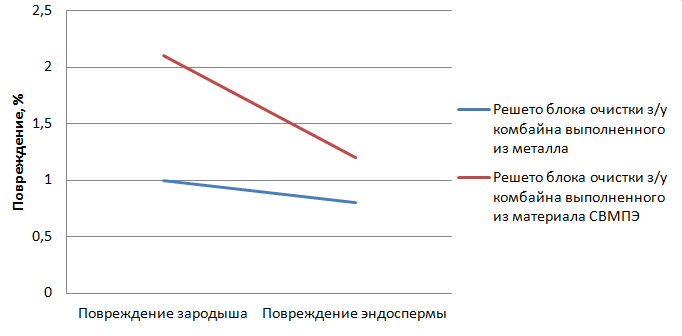 2,5
2
1,5
1
0,5
0
Повреждение, %
Повреждение зародыша
Повреждение эндоспермы
Решето блока очистки з/у
комбайна выполненного
из металла
Решето блока очистки з/у
комбайна выполненного
из материала СВМПЭ